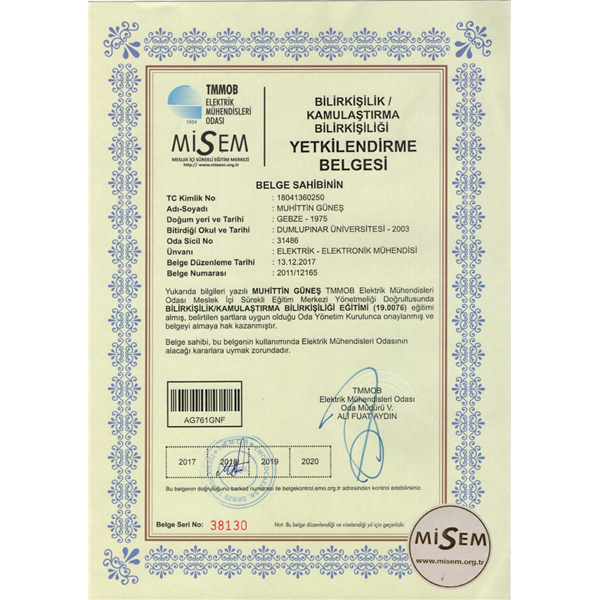 TMMOB
ELEKTRİK
MÜHENDİSLERİ
ODASI
1954
MİSEM
MESLEK İÇİ SÜREKLİ EĞİTİM MERKEZİ
http:// www.misem.org.tr
BİLİRKİŞİLİK /
KAMULAŞTIRMA
BİLİRKİŞİLİĞİ
YETKİLENDİRME
BELGESİ
BELGE SAHİBİNİN
TC Kimlik No : 18041360250
Adı-Soyadı : MUHİTTİN GÜNEŞ
Doğum yeri ve Tarihi : GEBZE - 1975
Bitirdiği Okul ve Tarihi : DUMLUPINAR ÜNİVERSİTESİ - 2003
Oda Sicil No : 31486
Ünvanı : ELEKTRİK - ELEKTRONİK MÜHENDİSİ
Belge Düzenleme Tarihi : 13.12.2017
Belge Numarası : 2011/12165
Yukarıda bilgileri yazılı MUHİTTİN GÜNEŞ TMMOB Elektrik Mühendisleri
Odası Meslek İçi Sürekli Eğitim Merkezi Yönetmeliği Doğrultusunda
BİLİRKİŞİLİK/KAMULAŞTIRMA BİLİRKİŞİLİĞİ EĞİTİMİ (19.0076) eğitimi
almış, belirtilen şartlara uygun olduğu Oda Yönetim Kurulunca onaylanmış ve
belgeyi almaya hak kazanmıştır.
Belge sahibi, bu belgenin kullanımında Elektrik Mühendisleri Odasının
alacağı kararlara uymak zorundadır.
TMMOB
Elektrik Mühendisleri Odası
Oda Müdürü V.
ALİ FUAT AYDIN
AG761GNF
2017 2018 2019 2020
Bu belgenin doğruluğunu barkod numarası ile belgekontrol.emo.org.tr adresinden kontrol edebilirsiniz.
Belge Seri No: 38130
Not: Bu belge düzenlendiği ve vizelendiği yıl için geçerlidir.
MİSEM
www.misem.org.tr